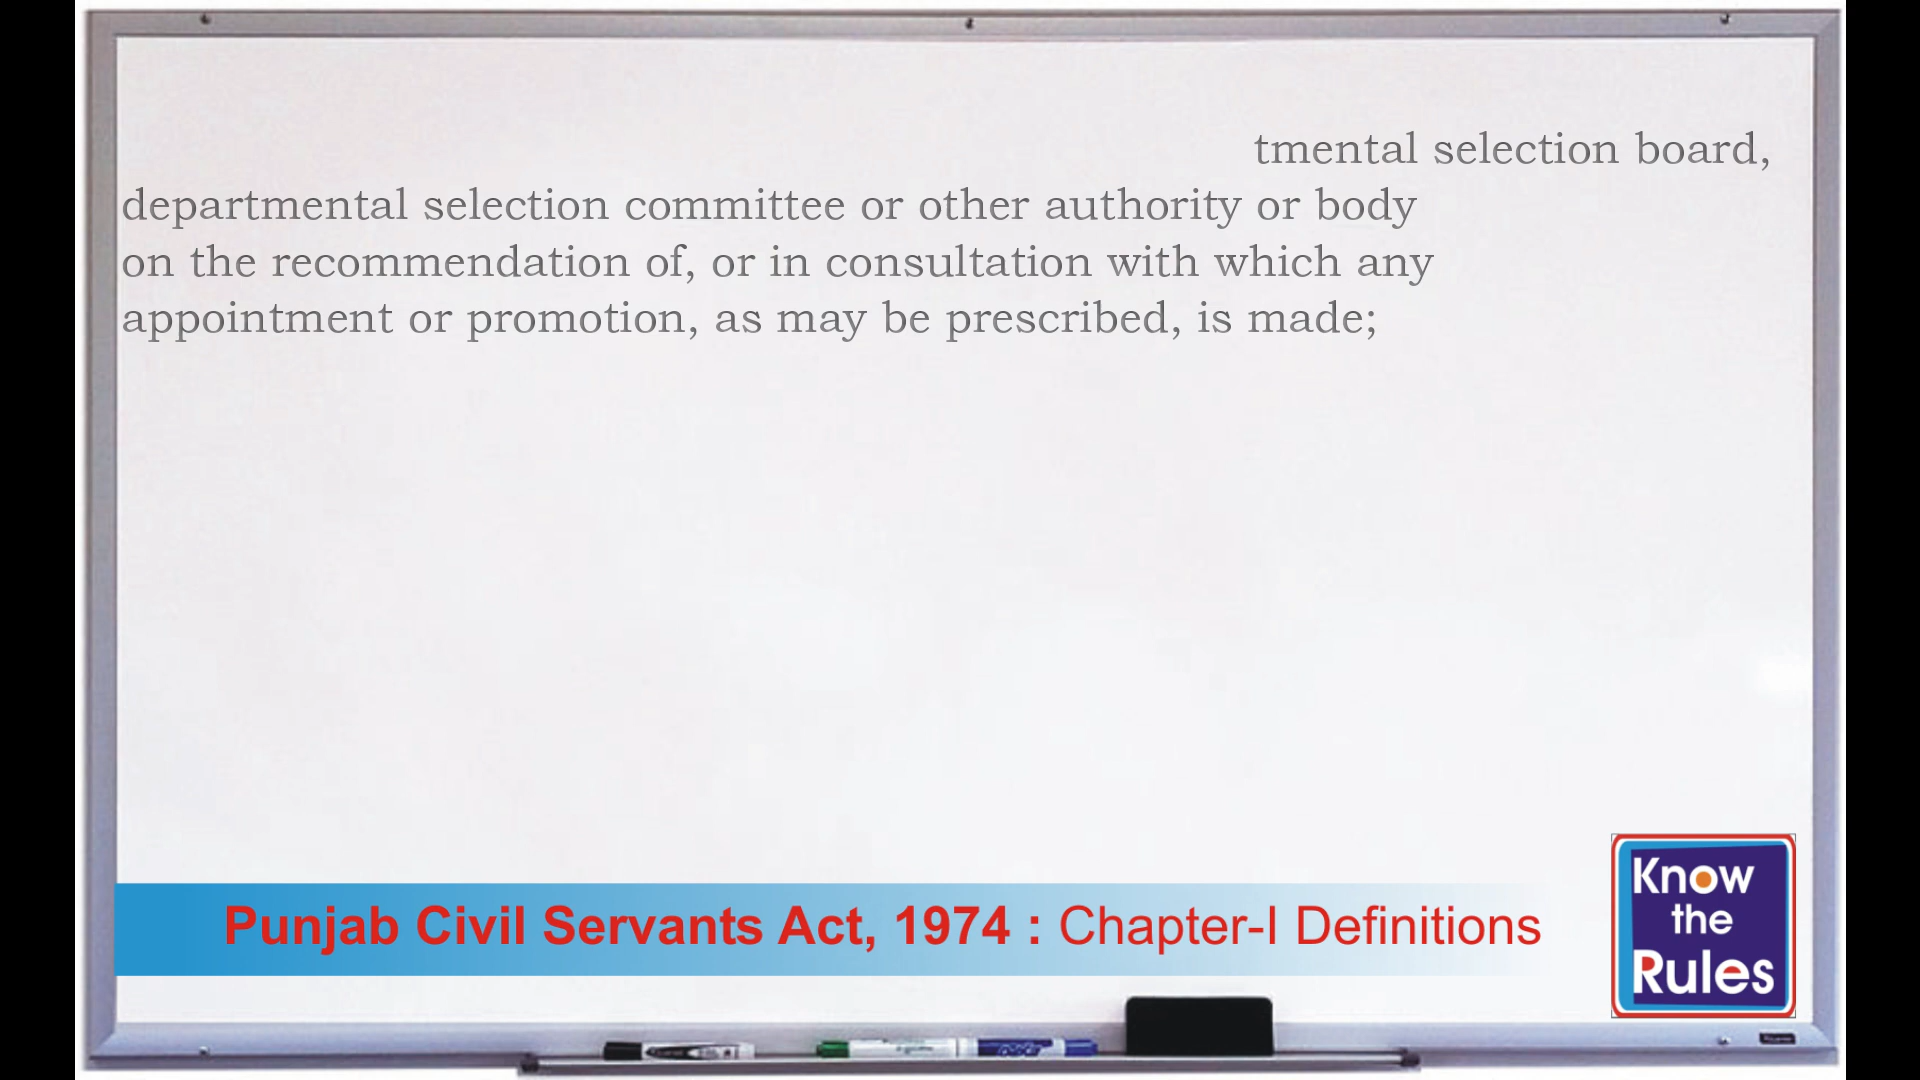 tmental selection board,
departmental selection committee or other authority or body
on the recommendation of, or in consultation with which any
appointment or promotion, as may be prescribed, is made;
Punjab Civil Servants Act, 1974 : Chapter-I Definitions
Know
the
Rules